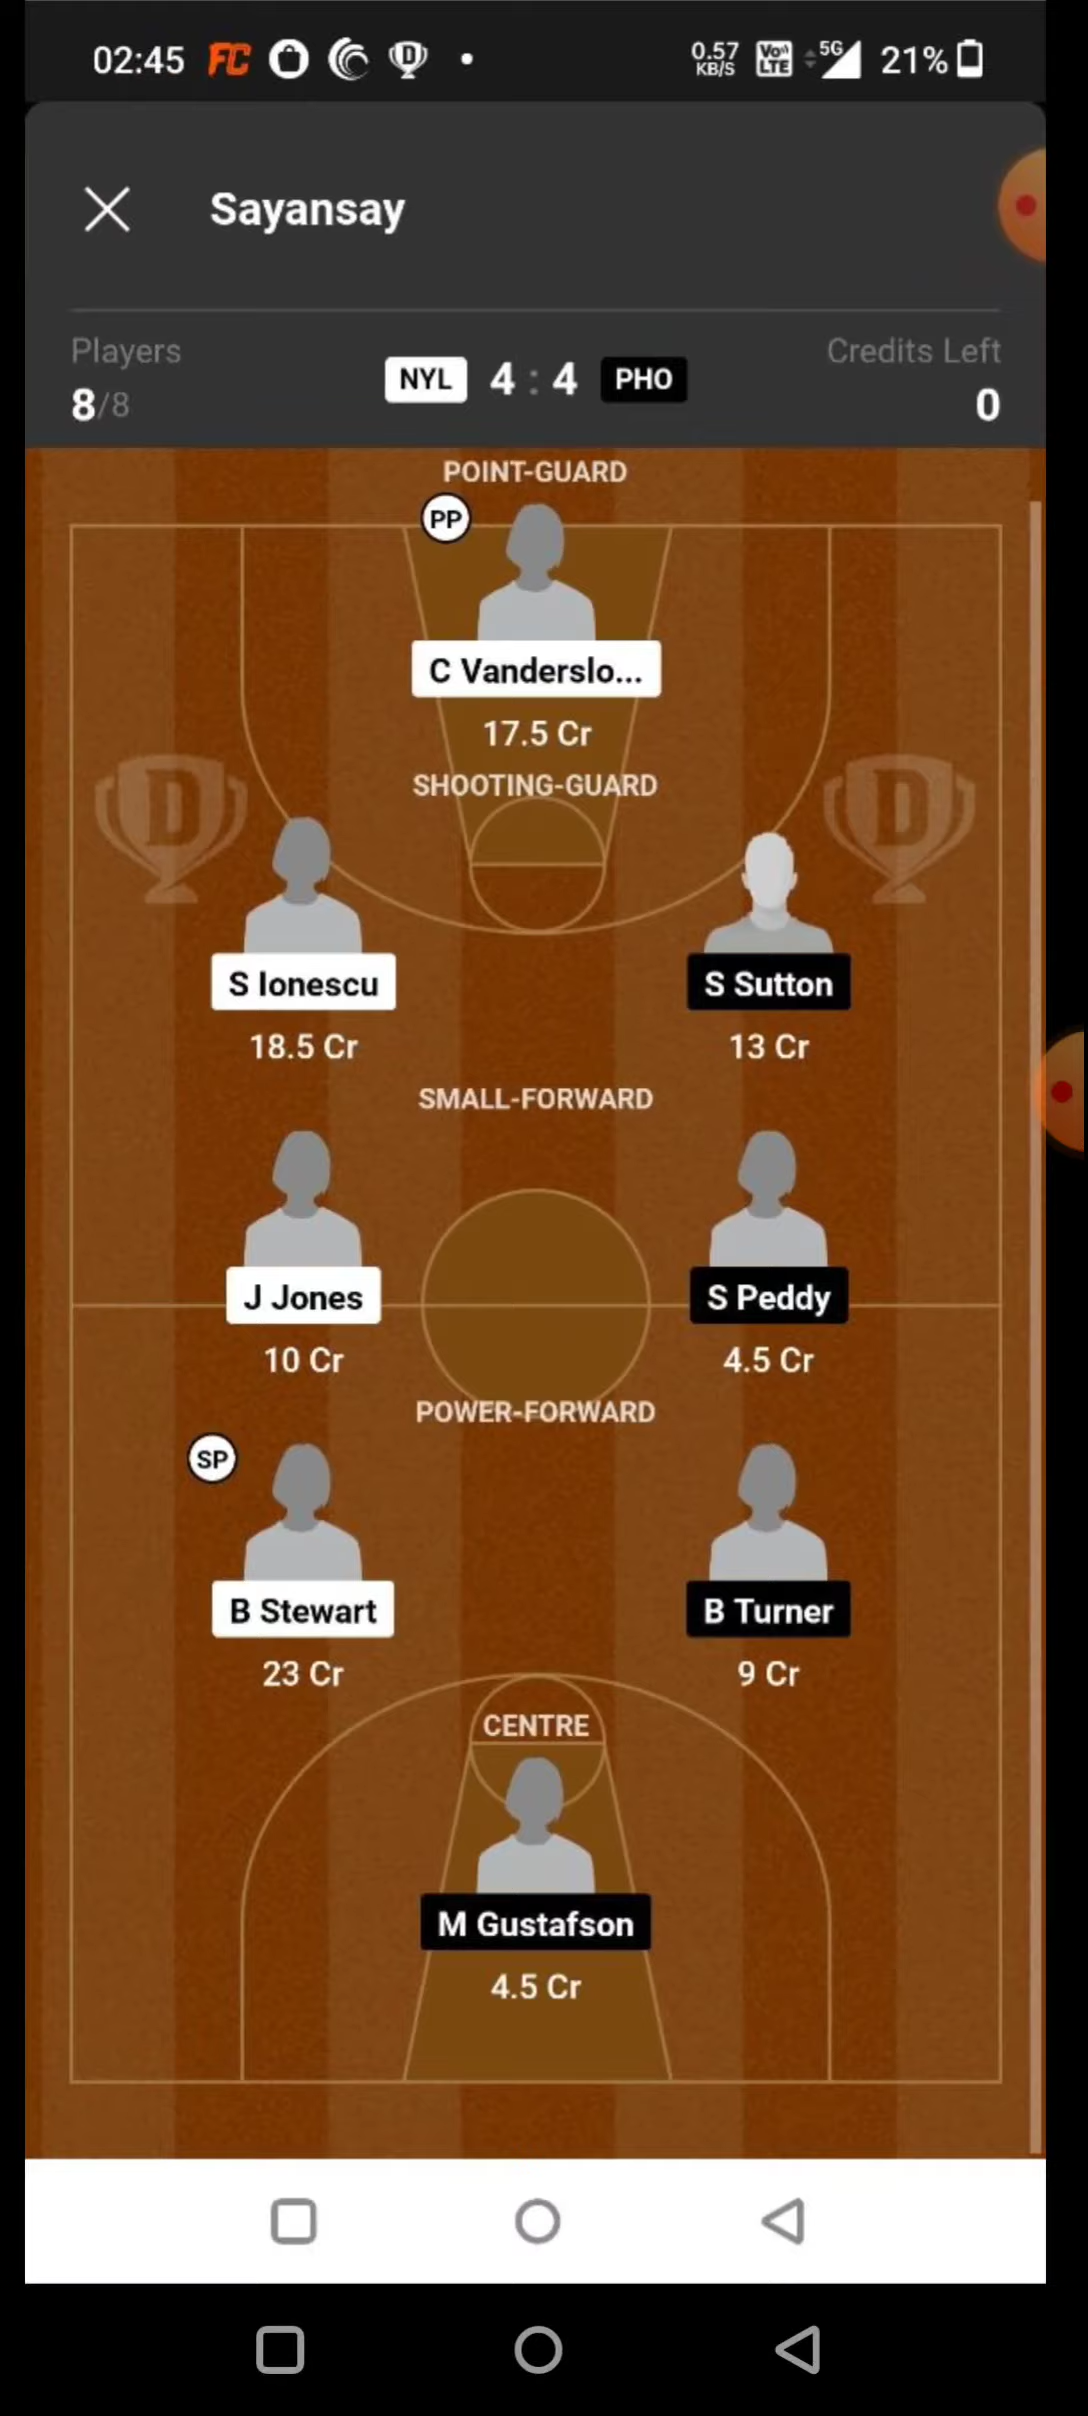 02:45 FC D 0.57 KB/S VoLTE 5G 21%
Sayansay
Players Credits Left
8/8 NYL 4 : 4 PHO 0
POINT-GUARD
PP
C Vanderslo...
17.5 Cr
SHOOTING-GUARD
D D
S Ionescu S Sutton
18.5 Cr 13 Cr
SMALL-FORWARD
J Jones S Peddy
10 Cr 4.5 Cr
POWER-FORWARD
SP
B Stewart B Turner
23 Cr 9 Cr
CENTRE
M Gustafson
4.5 Cr